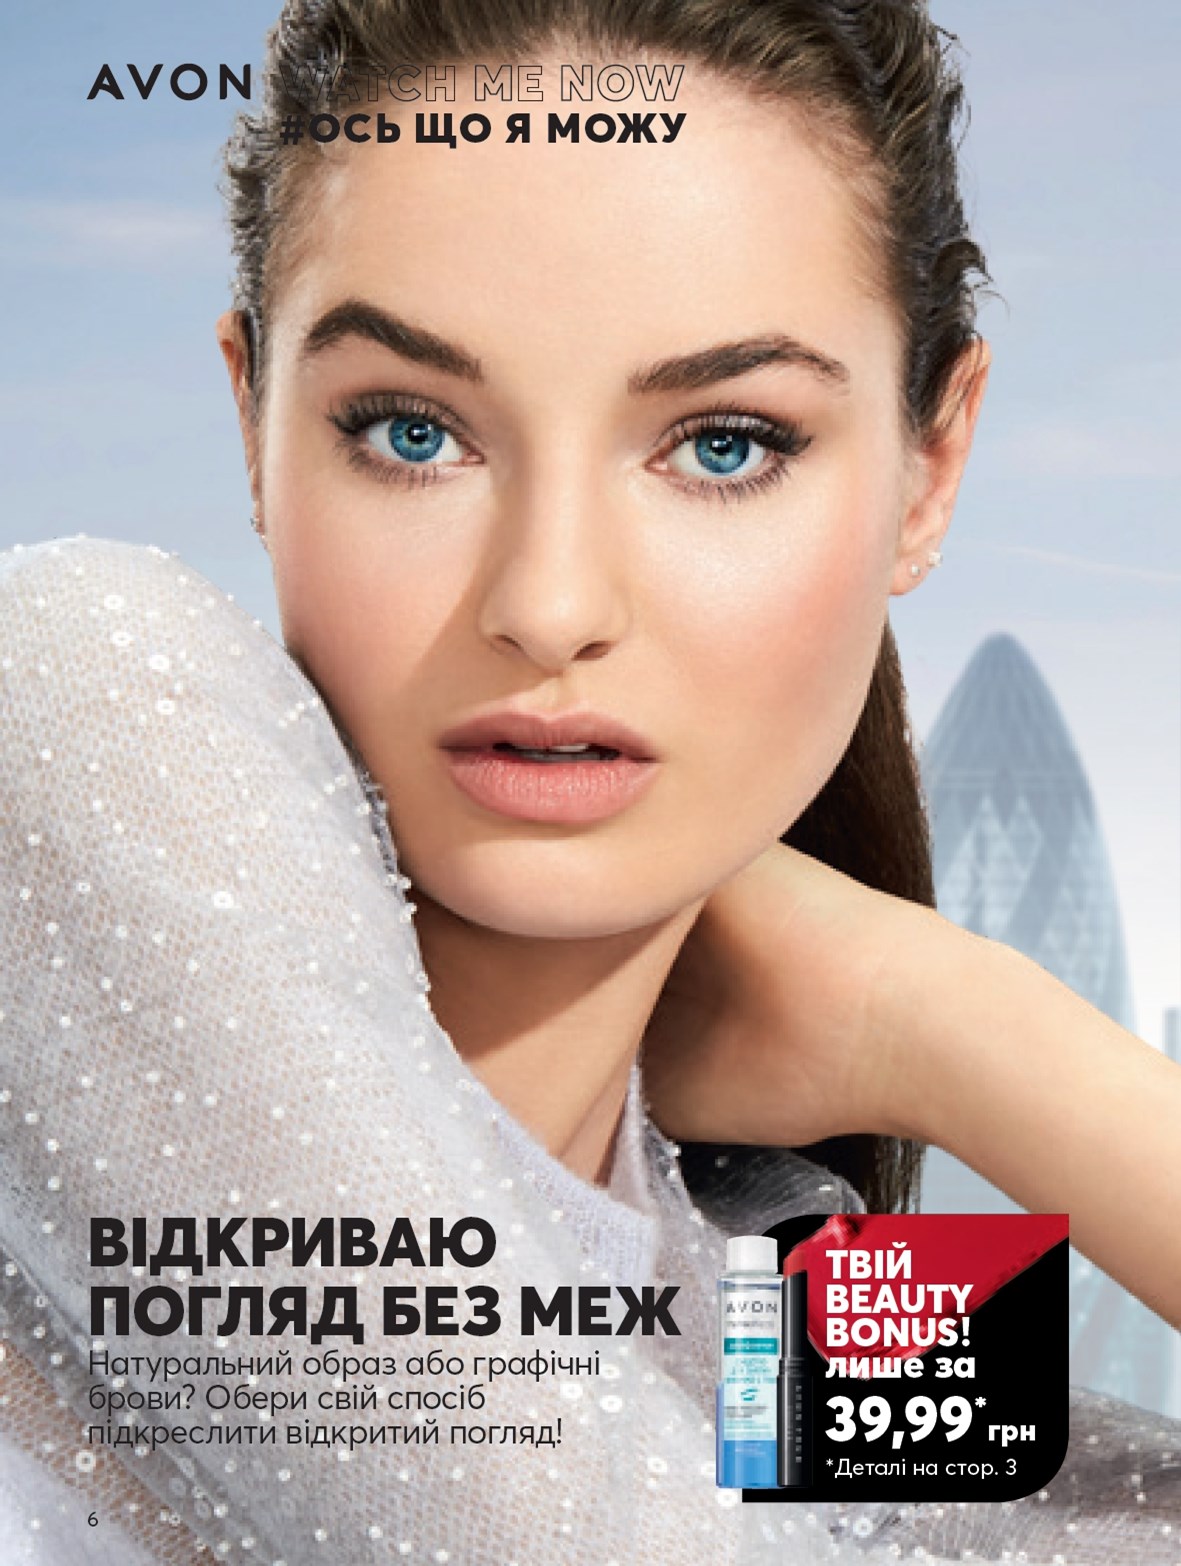 AVON WATCH ME NOW
#ОСЬ ЩО Я МОЖУ
ВІДКРИВАЮ
ПОГЛЯД БЕЗ МЕЖ
Натуральний образ або графічні
брови? Обери свій спосіб
підкреслити відкритий погляд!
ТВІЙ
BEAUTY
BONUS!
лише за
39,99* грн
*Деталі на стор. 3
AVON
6